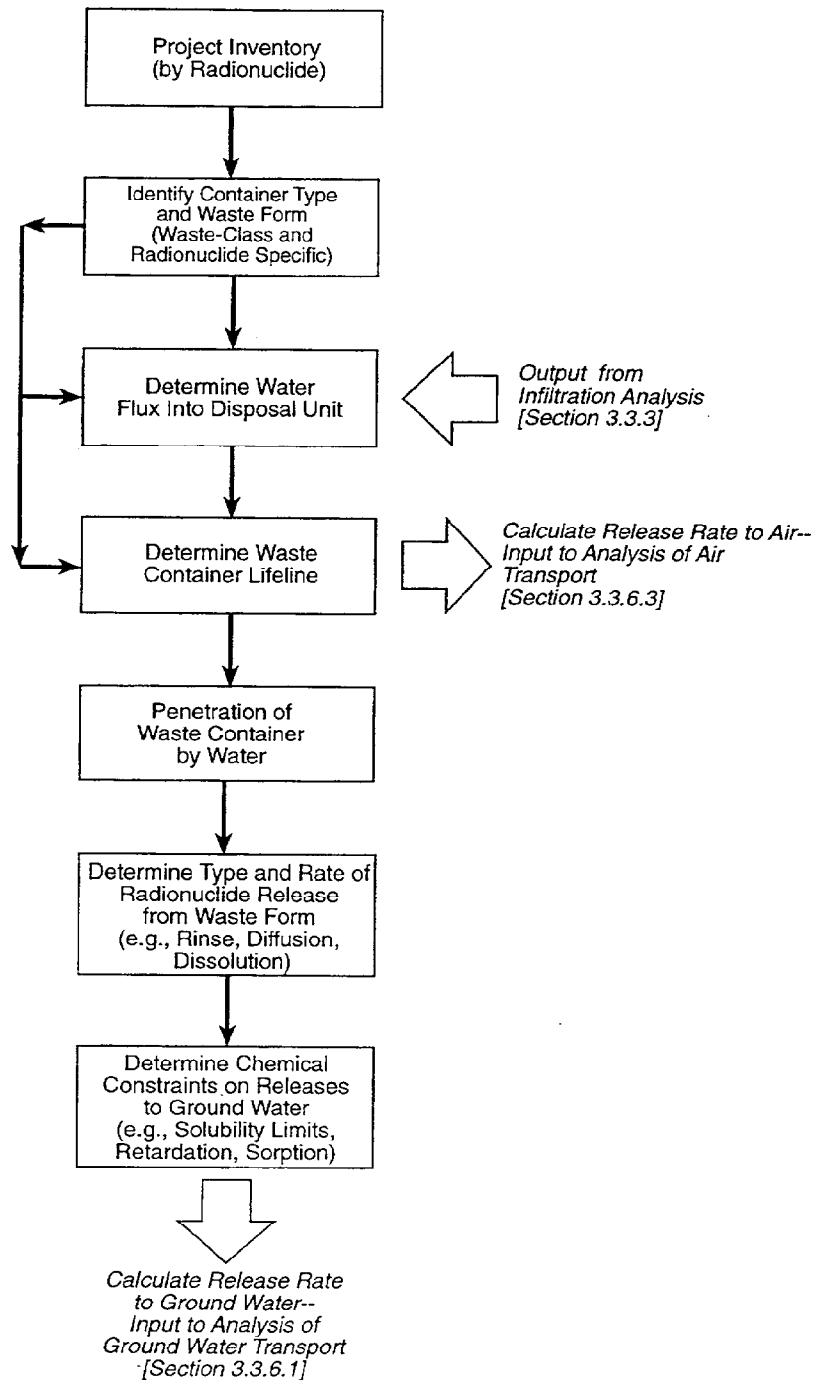 Project Inventory
(by Radionuclide)
Identify Container Type
and Waste Form
(Waste-Class and
Radionuclide Specific)
Determine Water
Flux Into Disposal Unit
Output from
Infiltration Analysis
[Section 3.3.3]
Determine Waste
Container Lifeline
Calculate Release Rate to Air--
Input to Analysis of Air
Transport
[Section 3.3.6.3]
Penetration of
Waste Container
by Water
Determine Type and Rate of
Radionuclide Release
from Waste Form
(e.g., Rinse, Diffusion,
Dissolution)
Determine Chemical
Constraints on Releases
to Ground Water
(e.g., Solubility Limits,
Retardation, Sorption)
Calculate Release Rate
to Ground Water--
Input to Analysis of
Ground Water Transport
[Section 3.3.6.1]